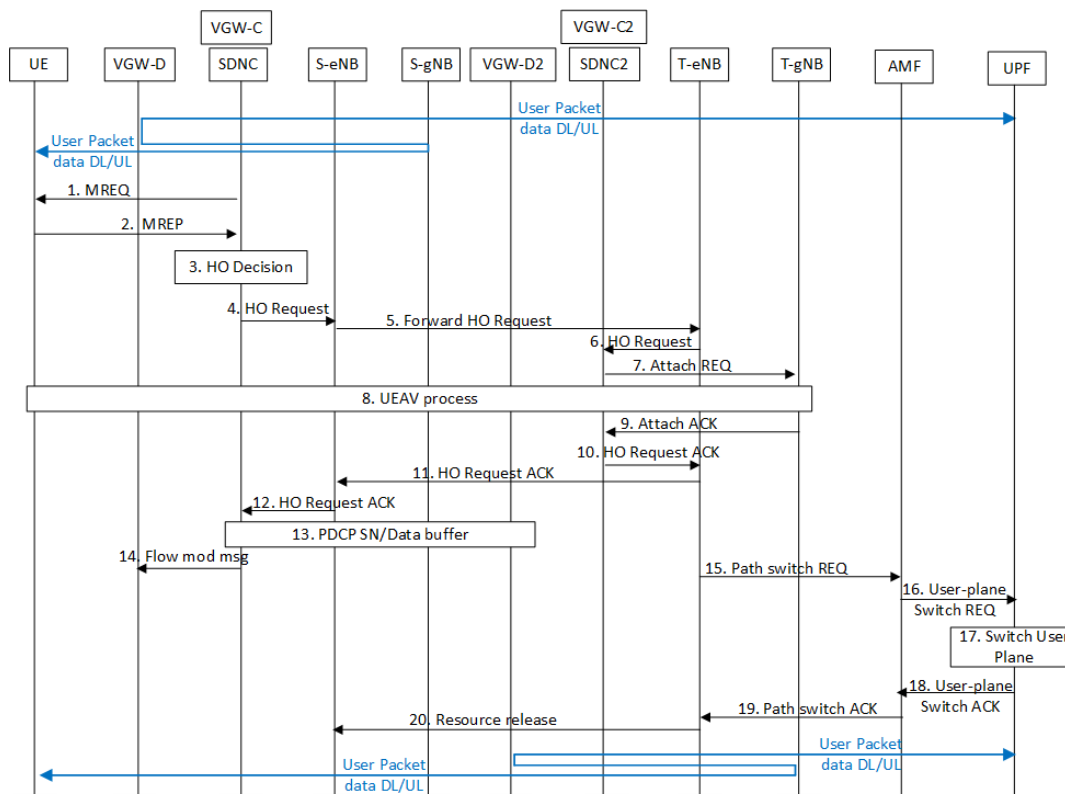 VGW-C
VGW-C2
UE
VGW-D
SDNC
S-eNB
S-gNB
VGW-D2
SDNC2
T-eNB
T-gNB
AMF
UPF
User Packet
data DL/UL
User Packet
data DL/UL
1. MREQ
2. MREP
3. HO Decision
4. HO Request
5. Forward HO Request
6. HO Request
7. Attach REQ
8. UEAV process
9. Attach ACK
10. HO Request ACK
11. HO Request ACK
12. HO Request ACK
13. PDCP SN/Data buffer
14. Flow mod msg
15. Path switch REQ
16. User-plane
Switch REQ
17. Switch User
Plane
18. User-plane
Switch ACK
19. Path switch ACK
20. Resource release
User Packet
data DL/UL
User Packet
data DL/UL